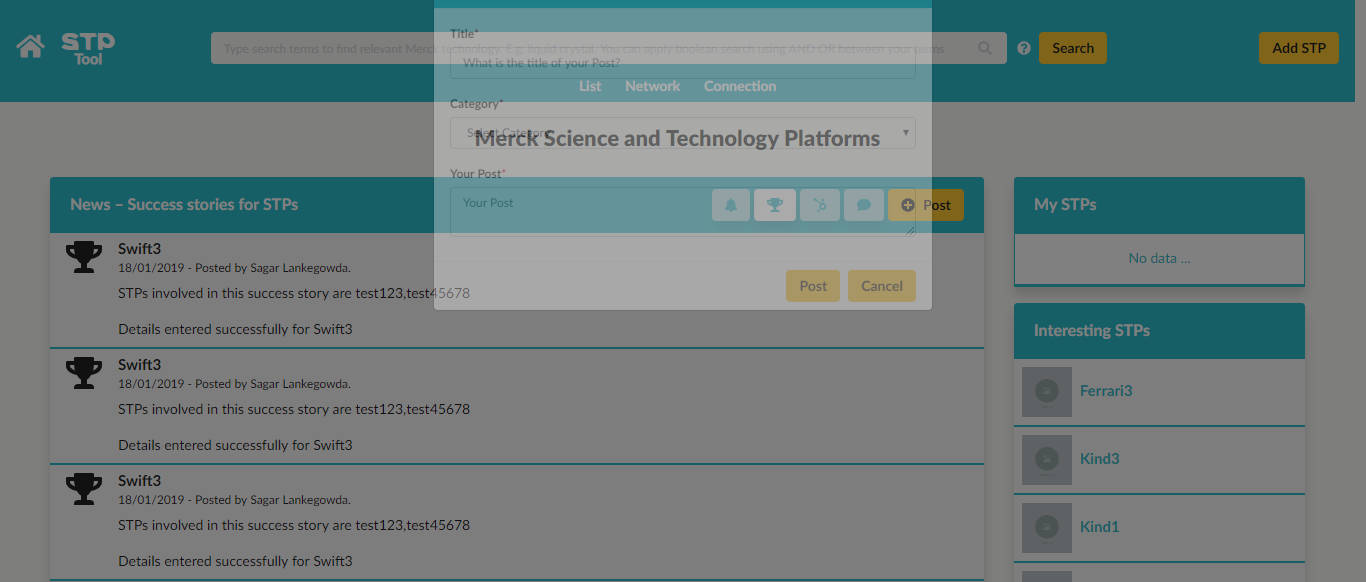 STP
Tool
Type search terms to find relevant Merck technology. E.g. liquid crystal. You can apply boolean search using AND OR between your terms
?
Search
Add STP
List
Network
Connection
Title*
What is the title of your Post?
Category*
Select Category
Your Post*
Your Post
Post
Cancel
Merck Science and Technology Platforms
News – Success stories for STPs
Post
Swift3
18/01/2019 - Posted by Sagar Lankegowda.
STPs involved in this success story are test123,test45678
Details entered successfully for Swift3
Swift3
18/01/2019 - Posted by Sagar Lankegowda.
STPs involved in this success story are test123,test45678
Details entered successfully for Swift3
Swift3
18/01/2019 - Posted by Sagar Lankegowda.
STPs involved in this success story are test123,test45678
Details entered successfully for Swift3
My STPs
No data ...
Interesting STPs
Ferrari3
Kind3
Kind1